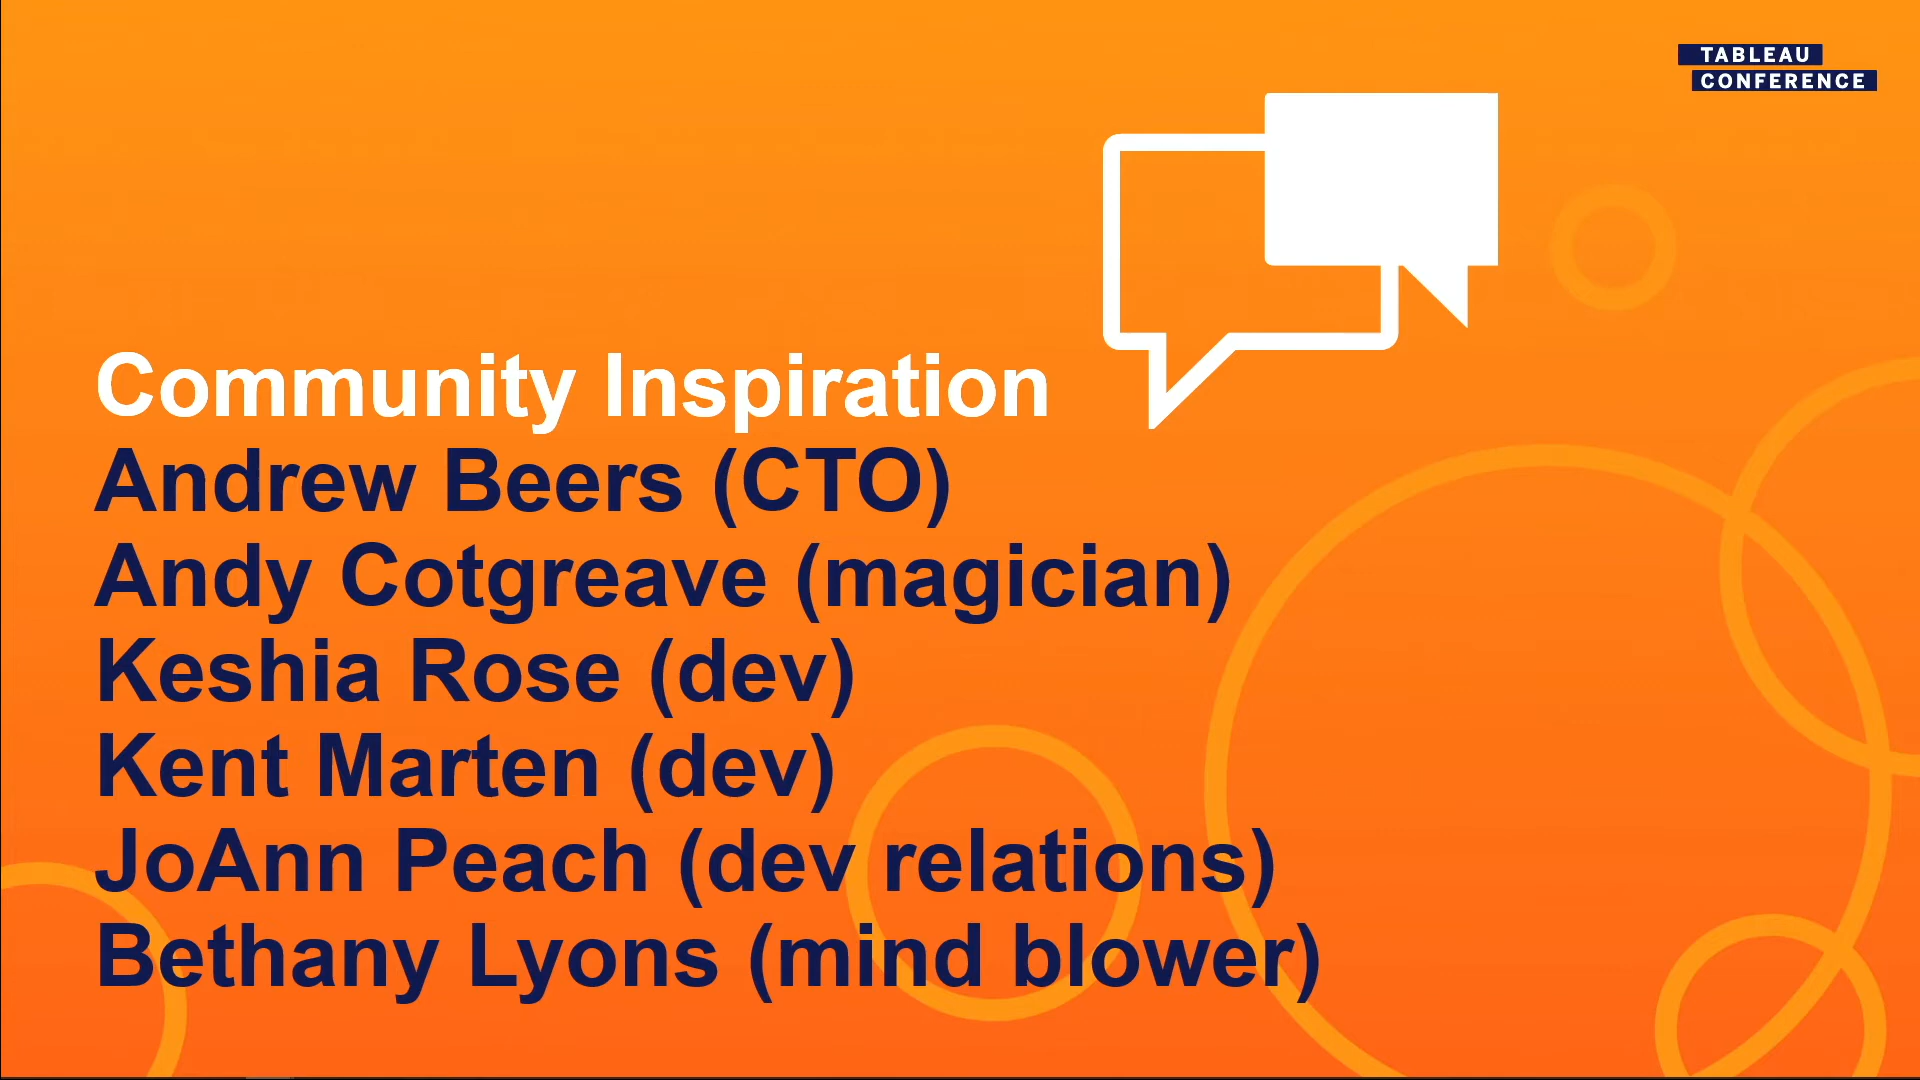 TABLEAU
CONFERENCE
Community Inspiration
Andrew Beers (CTO)
Andy Cotgreave (magician)
Keshia Rose (dev)
Kent Marten (dev)
JoAnn Peach (dev relations)
Bethany Lyons (mind blower)